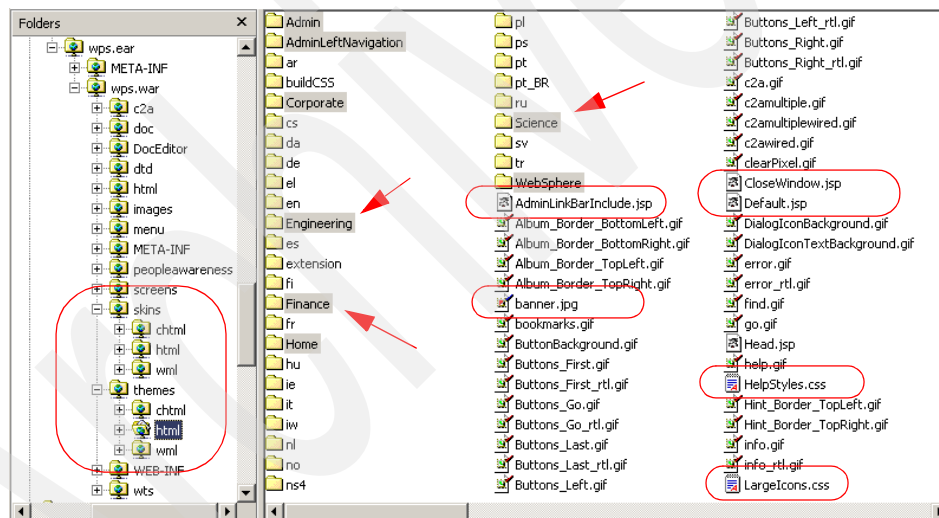 Folders
wps.ear
META-INF
wps.war
c2a
doc
DocEditor
dtd
html
images
menu
META-INF
peopleawareness
screens
skins
chtml
html
wml
themes
chtml
html
wml
WEB-INF
wts
Admin
AdminLeftNavigation
ar
buildCSS
Corporate
cs
da
de
el
en
Engineering
es
extension
fi
Finance
fr
Home
hu
ie
it
iw
nl
no
ns4
pl
ps
pt
pt_BR
ru
Science
sv
tr
WebSphere
AdminLinkBarInclude.jsp
Album_Border_BottomLeft.gif
Album_Border_BottomRight.gif
Album_Border_TopLeft.gif
Album_Border_TopRight.gif
banner.jpg
bookmarks.gif
ButtonBackground.gif
Buttons_First.gif
Buttons_First_rtl.gif
Buttons_Go.gif
Buttons_Go_rtl.gif
Buttons_Last.gif
Buttons_Last_rtl.gif
Buttons_Left.gif
Buttons_Left_rtl.gif
Buttons_Right.gif
Buttons_Right_rtl.gif
c2a.gif
c2amultiple.gif
c2amultiplewired.gif
c2awired.gif
clearPixel.gif
CloseWindow.jsp
Default.jsp
DialogIconBackground.gif
DialogIconTextBackground.gif
error.gif
error_rtl.gif
find.gif
go.gif
Head.jsp
help.gif
HelpStyles.css
Hint_Border_TopLeft.gif
Hint_Border_TopRight.gif
info.gif
info_rtl.gif
LargeIcons.css